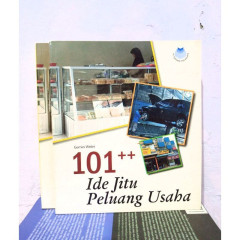 101++
Ide Jitu
Peluang Usaha